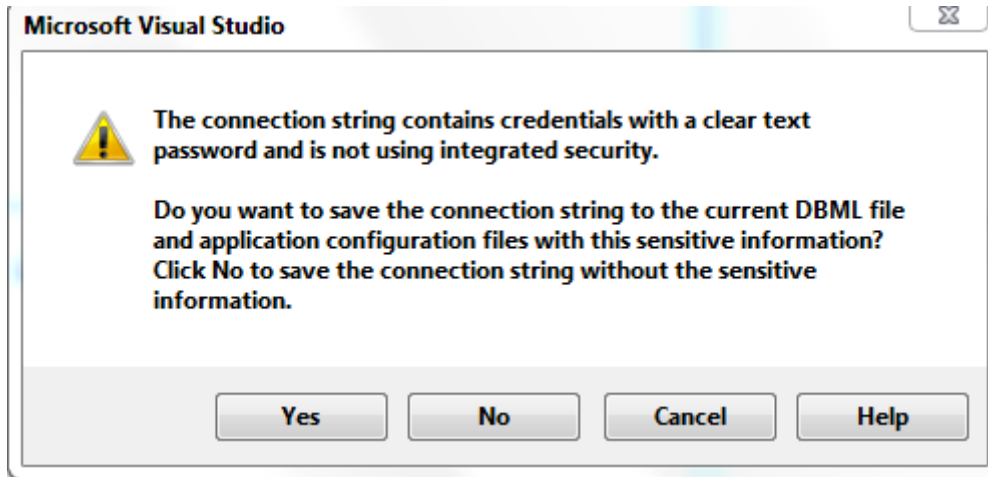 Microsoft Visual Studio
The connection string contains credentials with a clear text
password and is not using integrated security.
Do you want to save the connection string to the current DBML file
and application configuration files with this sensitive information?
Click No to save the connection string without the sensitive
information.
Yes No Cancel Help